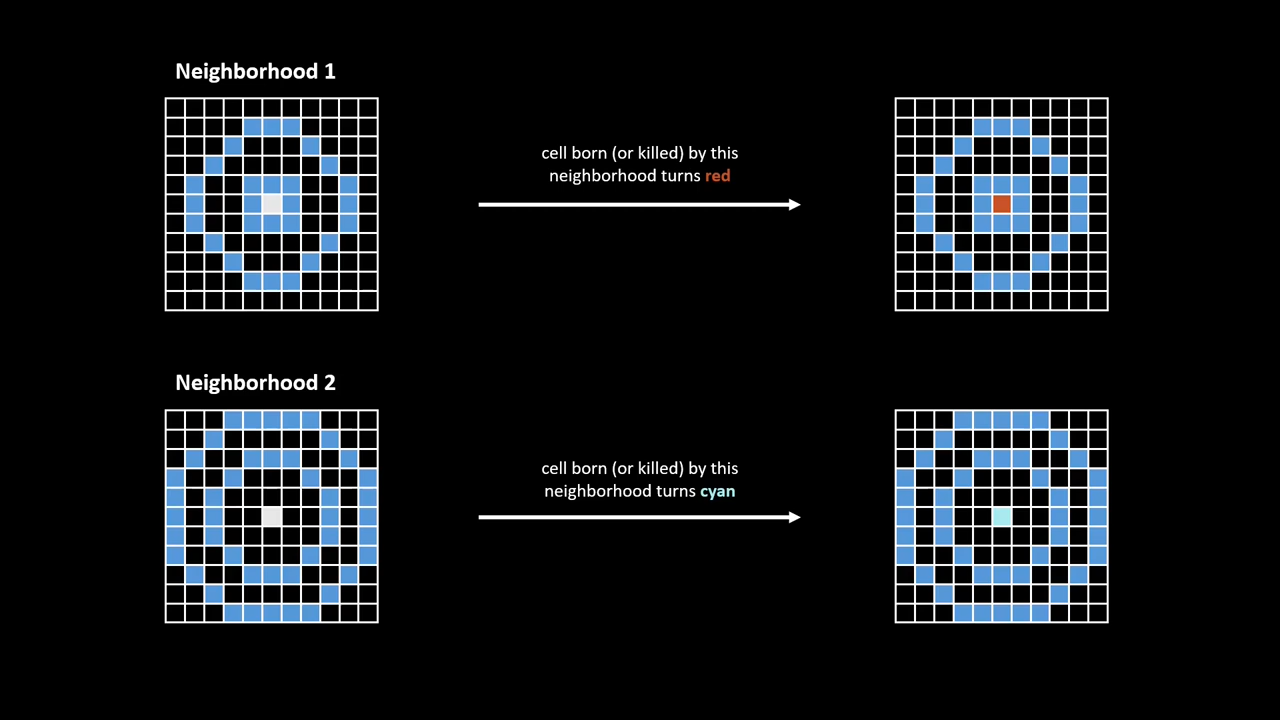 Neighborhood 1
cell born (or killed) by this
neighborhood turns red
Neighborhood 2
cell born (or killed) by this
neighborhood turns cyan